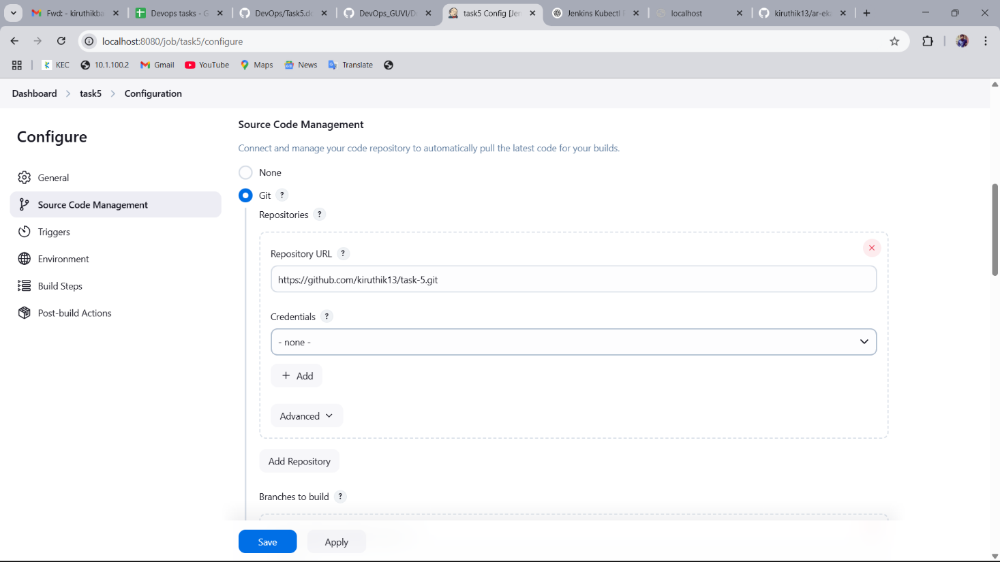 Fwd: - kiruthikba
Devops tasks - G
DevOps/Task5.do
DevOps_GUVI/D
task5 Config [Jen
Jenkins Kubectl
localhost
kiruthik13/ar-eka
localhost:8080/job/task5/configure
KEC
10.1.100.2
Gmail
YouTube
Maps
News
Translate
Dashboard
task5
Configuration
Configure
General
Source Code Management
Triggers
Environment
Build Steps
Post-build Actions
Source Code Management
Connect and manage your code repository to automatically pull the latest code for your builds.
None
Git ?
Repositories ?
Repository URL ?
https://github.com/kiruthik13/task-5.git
Credentials ?
- none -
+ Add
Advanced
Add Repository
Branches to build ?
Save
Apply